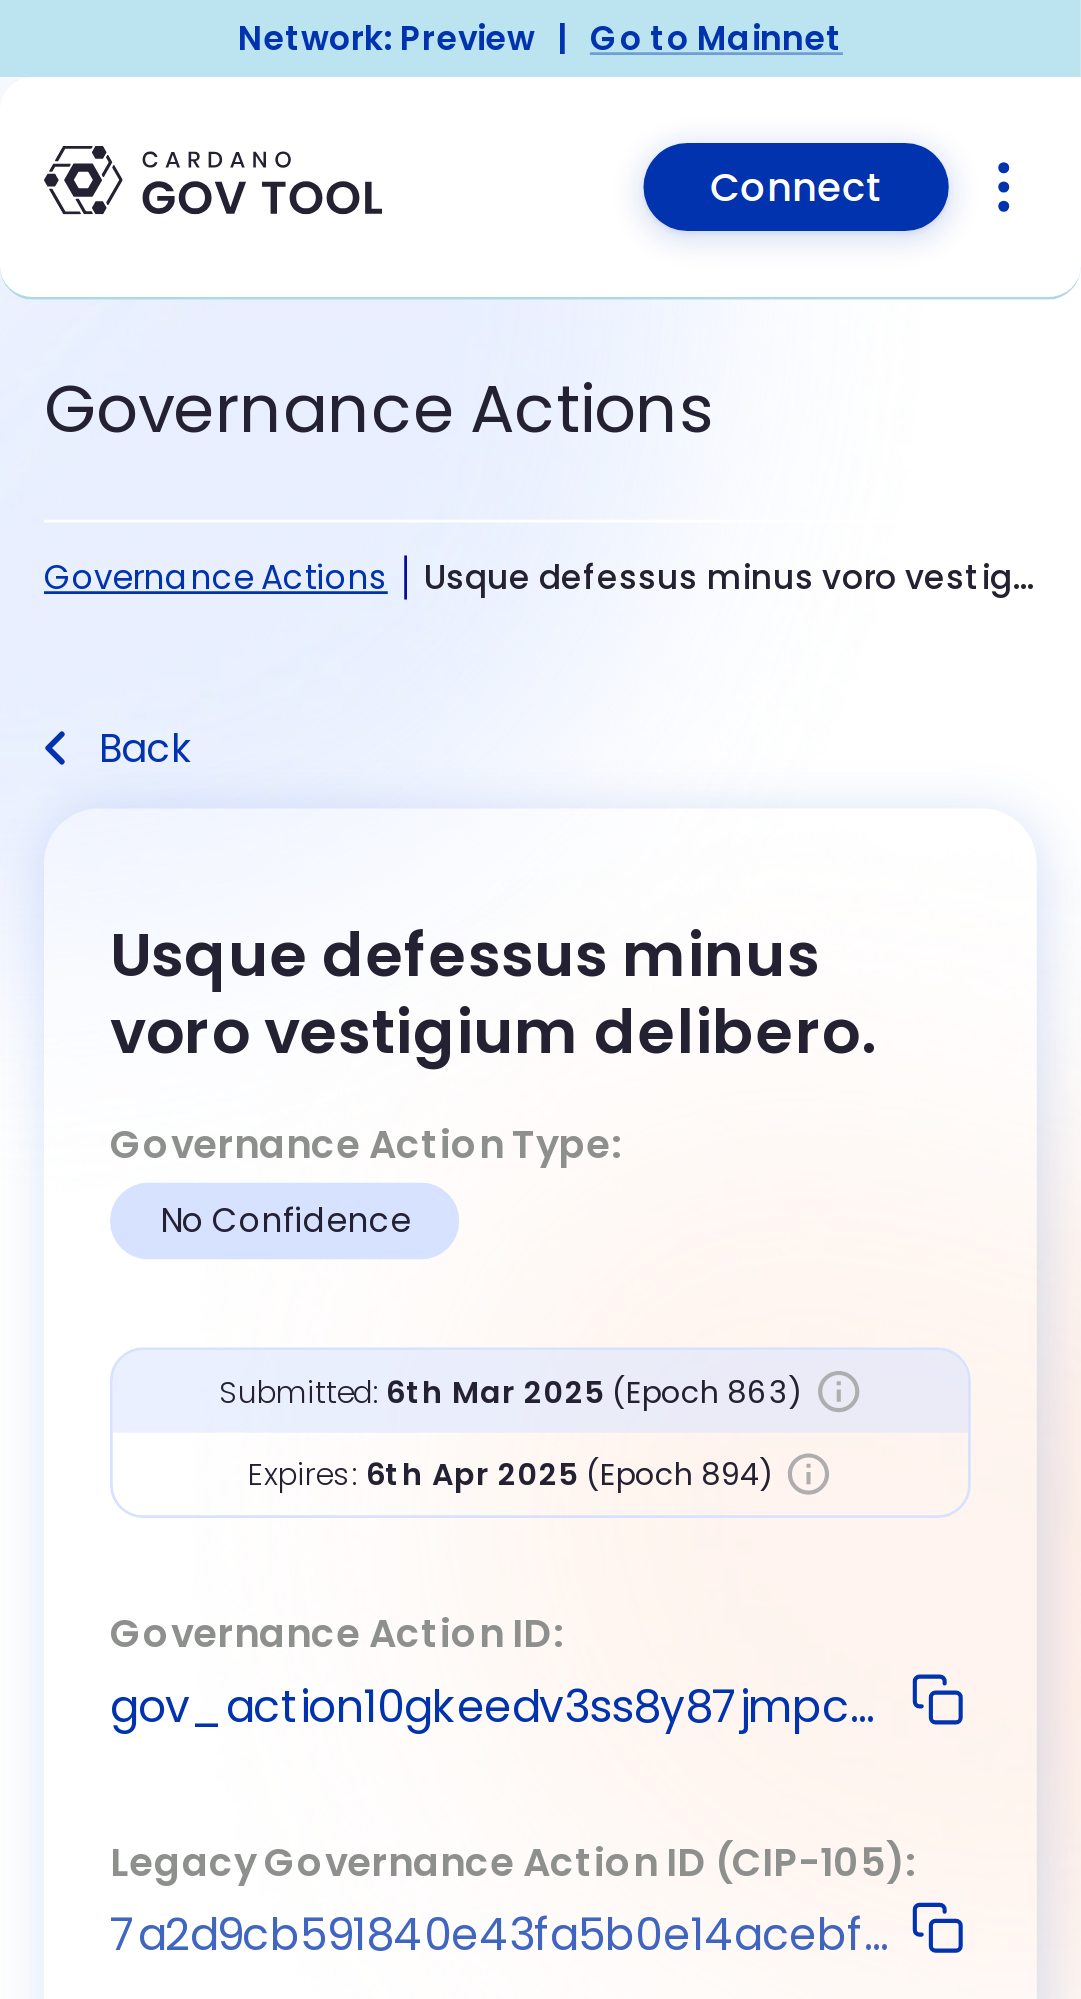 Network: Preview | Go to Mainnet
CARDANO
GOV TOOL
Connect
Governance Actions
Governance Actions | Usque defessus minus voro vestig...
Back
Usque defessus minus
voro vestigium delibero.
Governance Action Type:
No Confidence
Submitted: 6th Mar 2025 (Epoch 863)
Expires: 6th Apr 2025 (Epoch 894)
Governance Action ID:
gov_action10gkeedv3ss8y87jmpc...
Legacy Governance Action ID (CIP-105):
7a2d9cb591840e43fa5b0e14acebf...